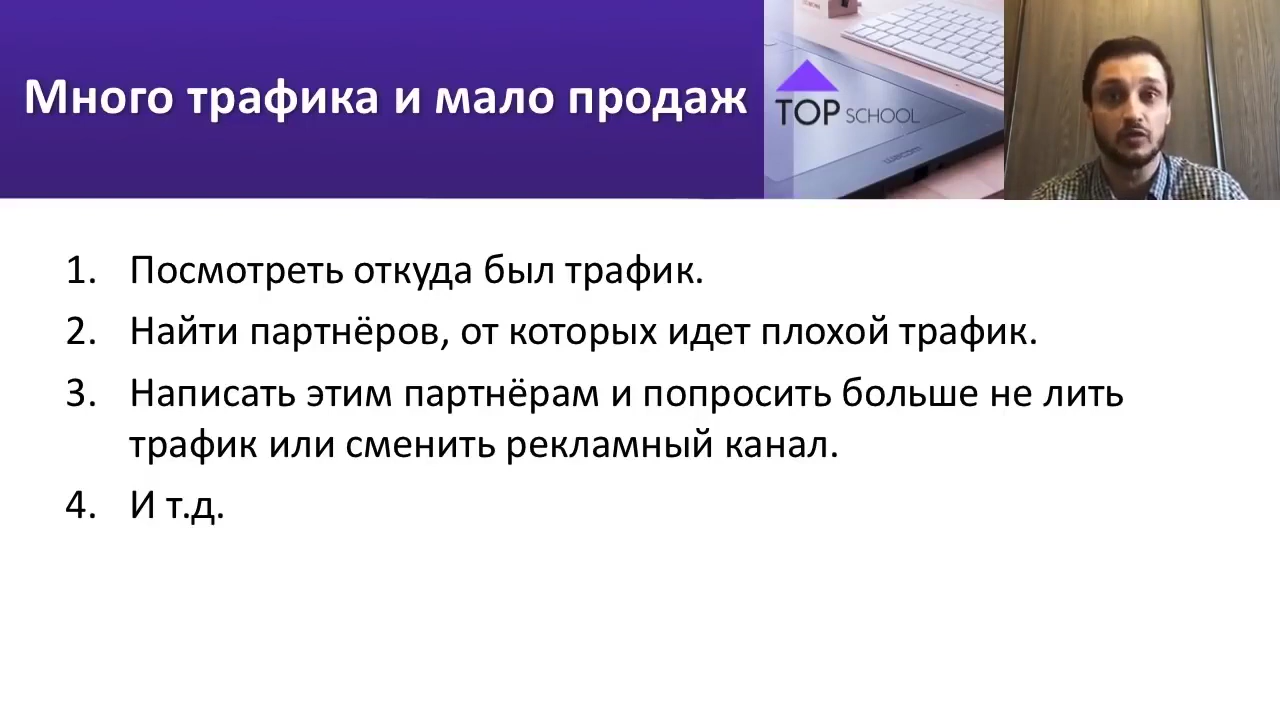 Много трафика и мало продаж
TOP SCHOOL
wacom
1. Посмотреть откуда был трафик.
2. Найти партнёров, от которых идет плохой трафик.
3. Написать этим партнёрам и попросить больше не лить
трафик или сменить рекламный канал.
4. И т.д.